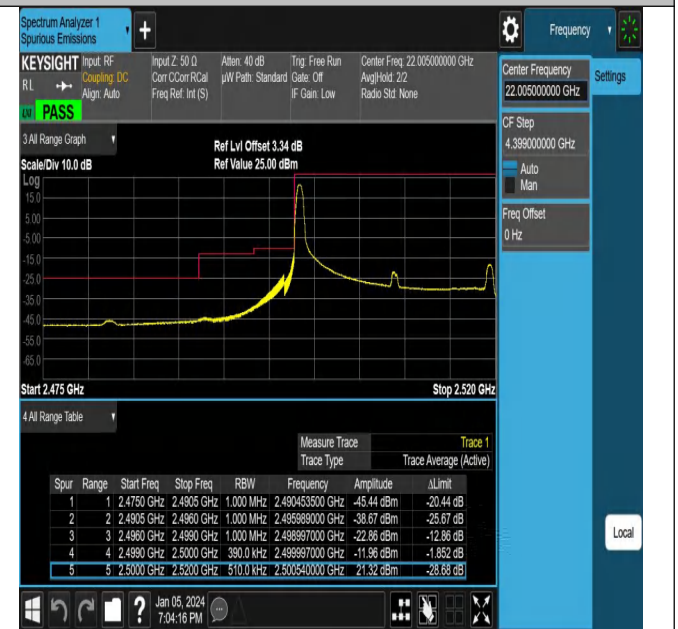 Spectrum Analyzer 1
Spurious Emissions
Frequency
KEYSIGHT Input: RF Input Z: 50 Ω Atten: 40 dB Trig: Free Run Center Freq: 22.005000000 GHz
RL Coupling: DC Corr CCorr RCal µW Path: Standard Gate: Off Avg|Hold: 2/2
Align: Auto Freq Ref: Int (S) IF Gain: Low Radio Std: None
PASS
Center Frequency
22.005000000 GHz
Settings
CF Step
4.399000000 GHz
Auto
Man
Freq Offset
0 Hz
3 All Range Graph
Ref Lvl Offset 3.34 dB
Scale/Div 10.0 dB Ref Value 25.00 dBm
Log
15.0
5.00
-5.00
-15.0
-25.0
-35.0
-45.0
-55.0
-65.0
Start 2.475 GHz Stop 2.520 GHz
4 All Range Table
Measure Trace Trace 1
Trace Type Trace Average (Active)
Spur Range Start Freq Stop Freq RBW Frequency Amplitude ΔLimit
1 1 2.4750 GHz 2.4905 GHz 1.000 MHz 2.490453500 GHz -45.44 dBm -20.44 dB
2 2 2.4905 GHz 2.4960 GHz 1.000 MHz 2.495989000 GHz -38.67 dBm -25.67 dB
3 3 2.4960 GHz 2.4990 GHz 1.000 MHz 2.498997000 GHz -22.86 dBm -12.86 dB
4 4 2.4990 GHz 2.5000 GHz 390.0 kHz 2.499997000 GHz -11.96 dBm -1.852 dB
5 5 2.5000 GHz 2.5200 GHz 510.0 kHz 2.500540000 GHz 21.32 dBm -28.68 dB
Local
?
Jan 05, 2024
7:04:16 PM